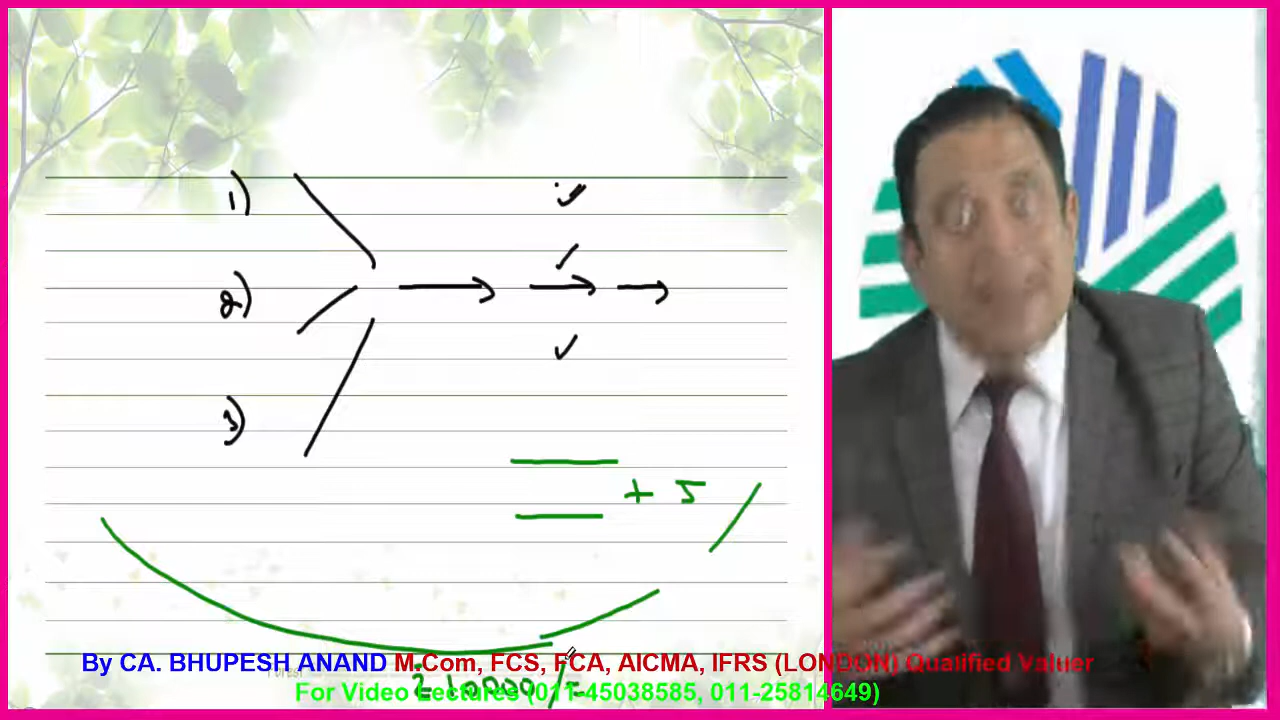 1)
2)
3)
+ 5
By CA. BHUPESH ANAND M.Com, FCS, FCA, AICMA, IFRS (LONDON) Qualified Valuer
For Video Lectures (011-45038585, 011-25814649)